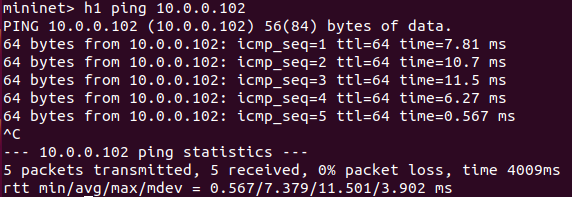 mininet> h1 ping 10.0.0.102
PING 10.0.0.102 (10.0.0.102) 56(84) bytes of data.
64 bytes from 10.0.0.102: icmp_seq=1 ttl=64 time=7.81 ms
64 bytes from 10.0.0.102: icmp_seq=2 ttl=64 time=10.7 ms
64 bytes from 10.0.0.102: icmp_seq=3 ttl=64 time=11.5 ms
64 bytes from 10.0.0.102: icmp_seq=4 ttl=64 time=6.27 ms
64 bytes from 10.0.0.102: icmp_seq=5 ttl=64 time=0.567 ms
^C
--- 10.0.0.102 ping statistics ---
5 packets transmitted, 5 received, 0% packet loss, time 4009ms
rtt min/avg/max/mdev = 0.567/7.379/11.501/3.902 ms